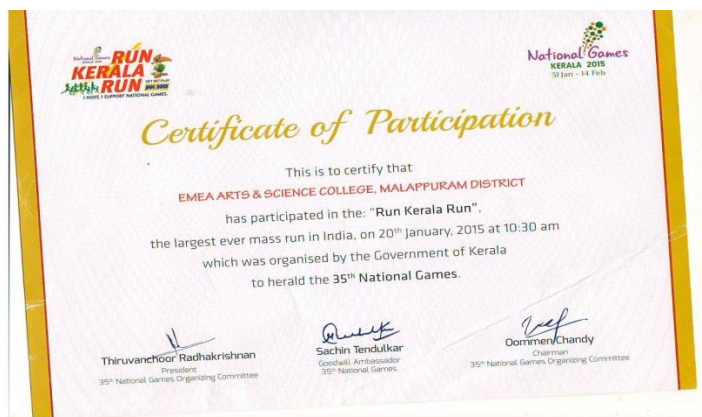 National Games
RUN
KERALA
RUN
National Games
KERALA 2015
31 Jan - 14 Feb
Certificate of Participation
This is to certify that
EMEA ARTS & SCIENCE COLLEGE, MALAPPURAM DISTRICT
has participated in the: "Run Kerala Run",
the largest ever mass run in India, on 20th January, 2015 at 10:30 am
which was organised by the Government of Kerala
to herald the 35th National Games.
Thiruvanchoor Radhakrishnan
President
35th National Games Organizing Committee
Sachin Tendulkar
Goodwill Ambassador
35th National Games
Oommen Chandy
Chairman
35th National Games Organizing Committee